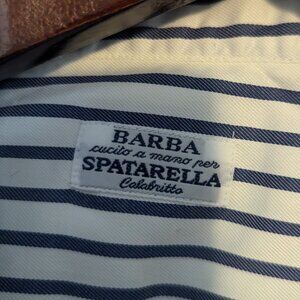 BARBA
cucito a mano per
SPATARELLA
Calabritto